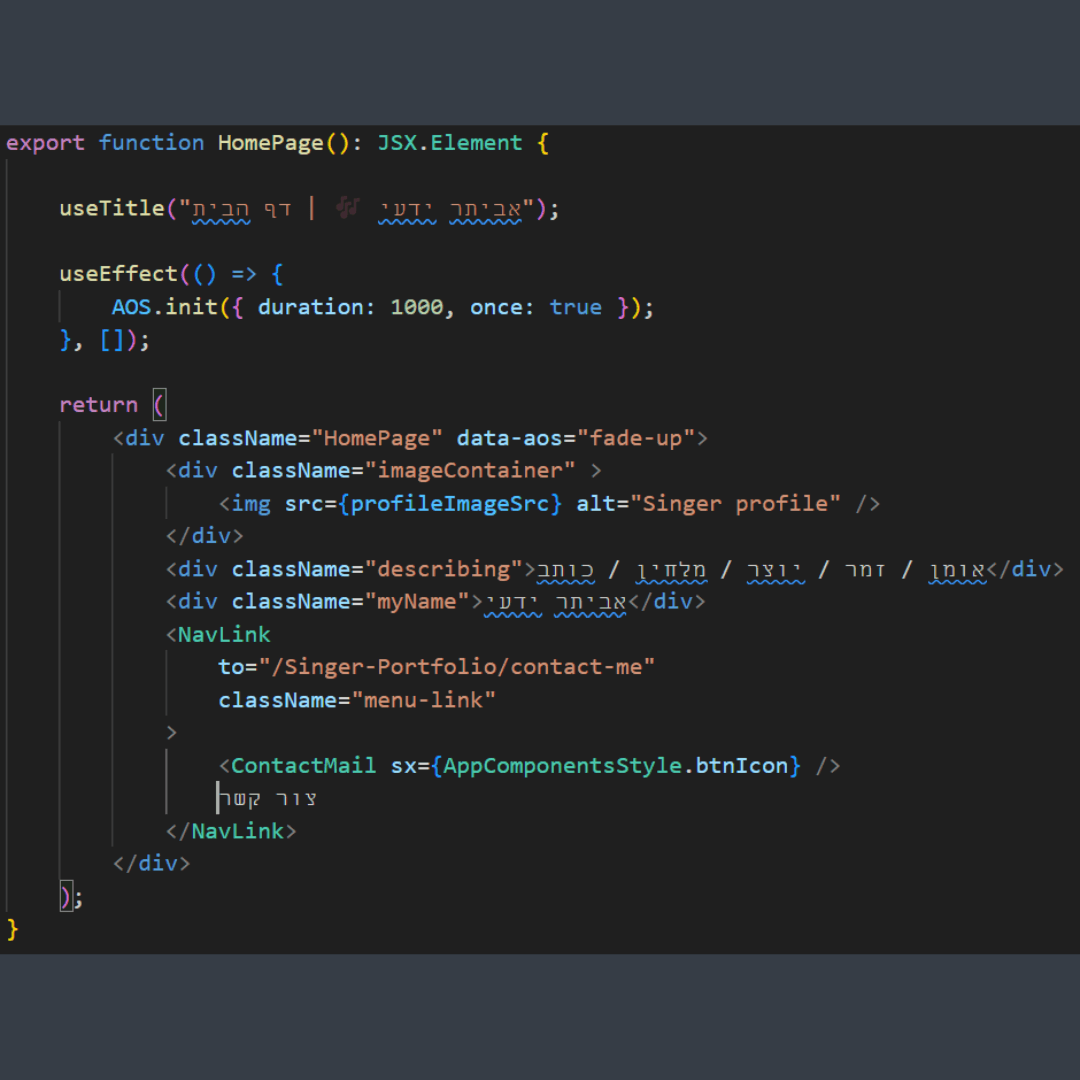 export function HomePage(): JSX.Element {
useTitle("אביתר ידעי 🎶 | דף הבית");
useEffect(() => {
AOS.init({ duration: 1000, once: true });
}, []);
return (
<div className="HomePage" data-aos="fade-up">
<div className="imageContainer" >
<img src={profileImageSrc} alt="Singer profile" />
</div>
<div className="describing">אומן / זמר / יוצר / מלחין / כותב</div>
<div className="myName">אביתר ידעי</div>
<NavLink
to="/Singer-Portfolio/contact-me"
className="menu-link"
>
<ContactMail sx={AppComponentsStyle.btnIcon} />
צור קשר
</NavLink>
</div>
);
}